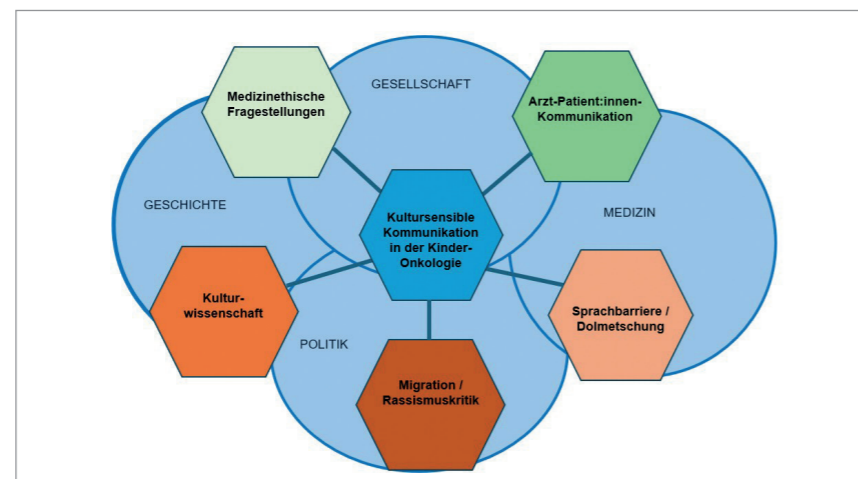 GESELLSCHAFT
Medizinethische
Fragestellungen
Arzt-Patient:innen-
Kommunikation
GESCHICHTE
MEDIZIN
Kultursensible
Kommunikation
in der Kinder-
Onkologie
Kultur-
wissenschaft
Sprachbarriere /
Dolmetschung
POLITIK
Migration /
Rassismuskritik